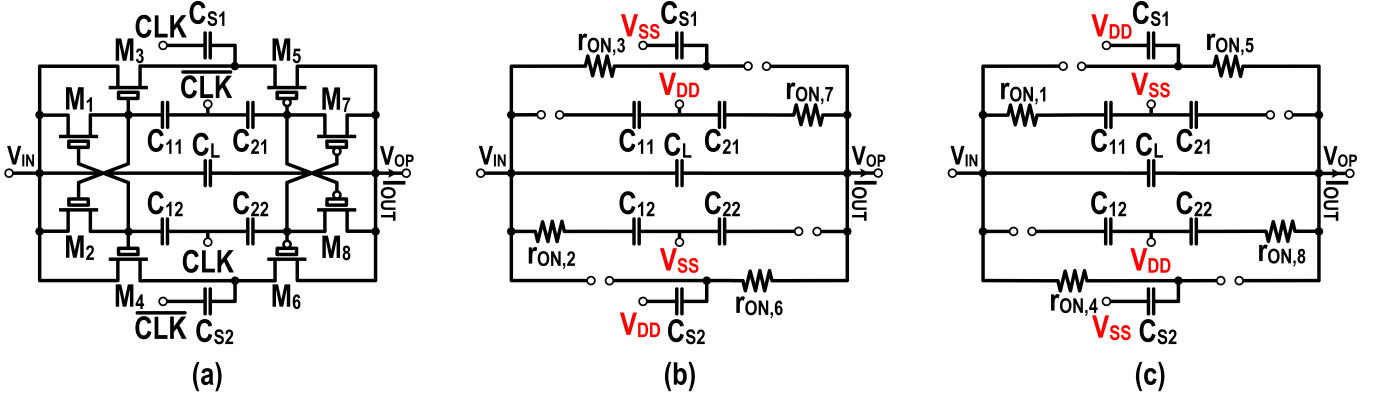 CLK C_S1
M_3 M_5
CLK
M_1 M_7
C_11 C_21
V_IN C_L V_OP
I_OUT
C_12 C_22
M_2 CLK M_8
M_4 M_6
CLK C_S2
(a)
V_SS C_S1
r_ON,3
V_DD r_ON,7
C_11 C_21
V_IN C_L V_OP
I_OUT
C_12 C_22
r_ON,2 V_SS
r_ON,6
V_DD C_S2
(b)
V_DD C_S1
r_ON,5
r_ON,1 V_SS
C_11 C_21
V_IN C_L V_OP
I_OUT
C_12 C_22
V_DD r_ON,8
r_ON,4
V_SS C_S2
(c)